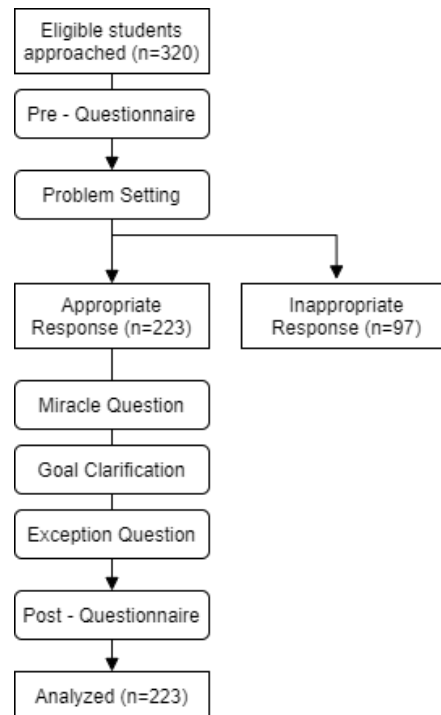 Eligible students
approached (n=320)
Pre - Questionnaire
Problem Setting
Appropriate
Response (n=223)
Inappropriate
Response (n=97)
Miracle Question
Goal Clarification
Exception Question
Post - Questionnaire
Analyzed (n=223)